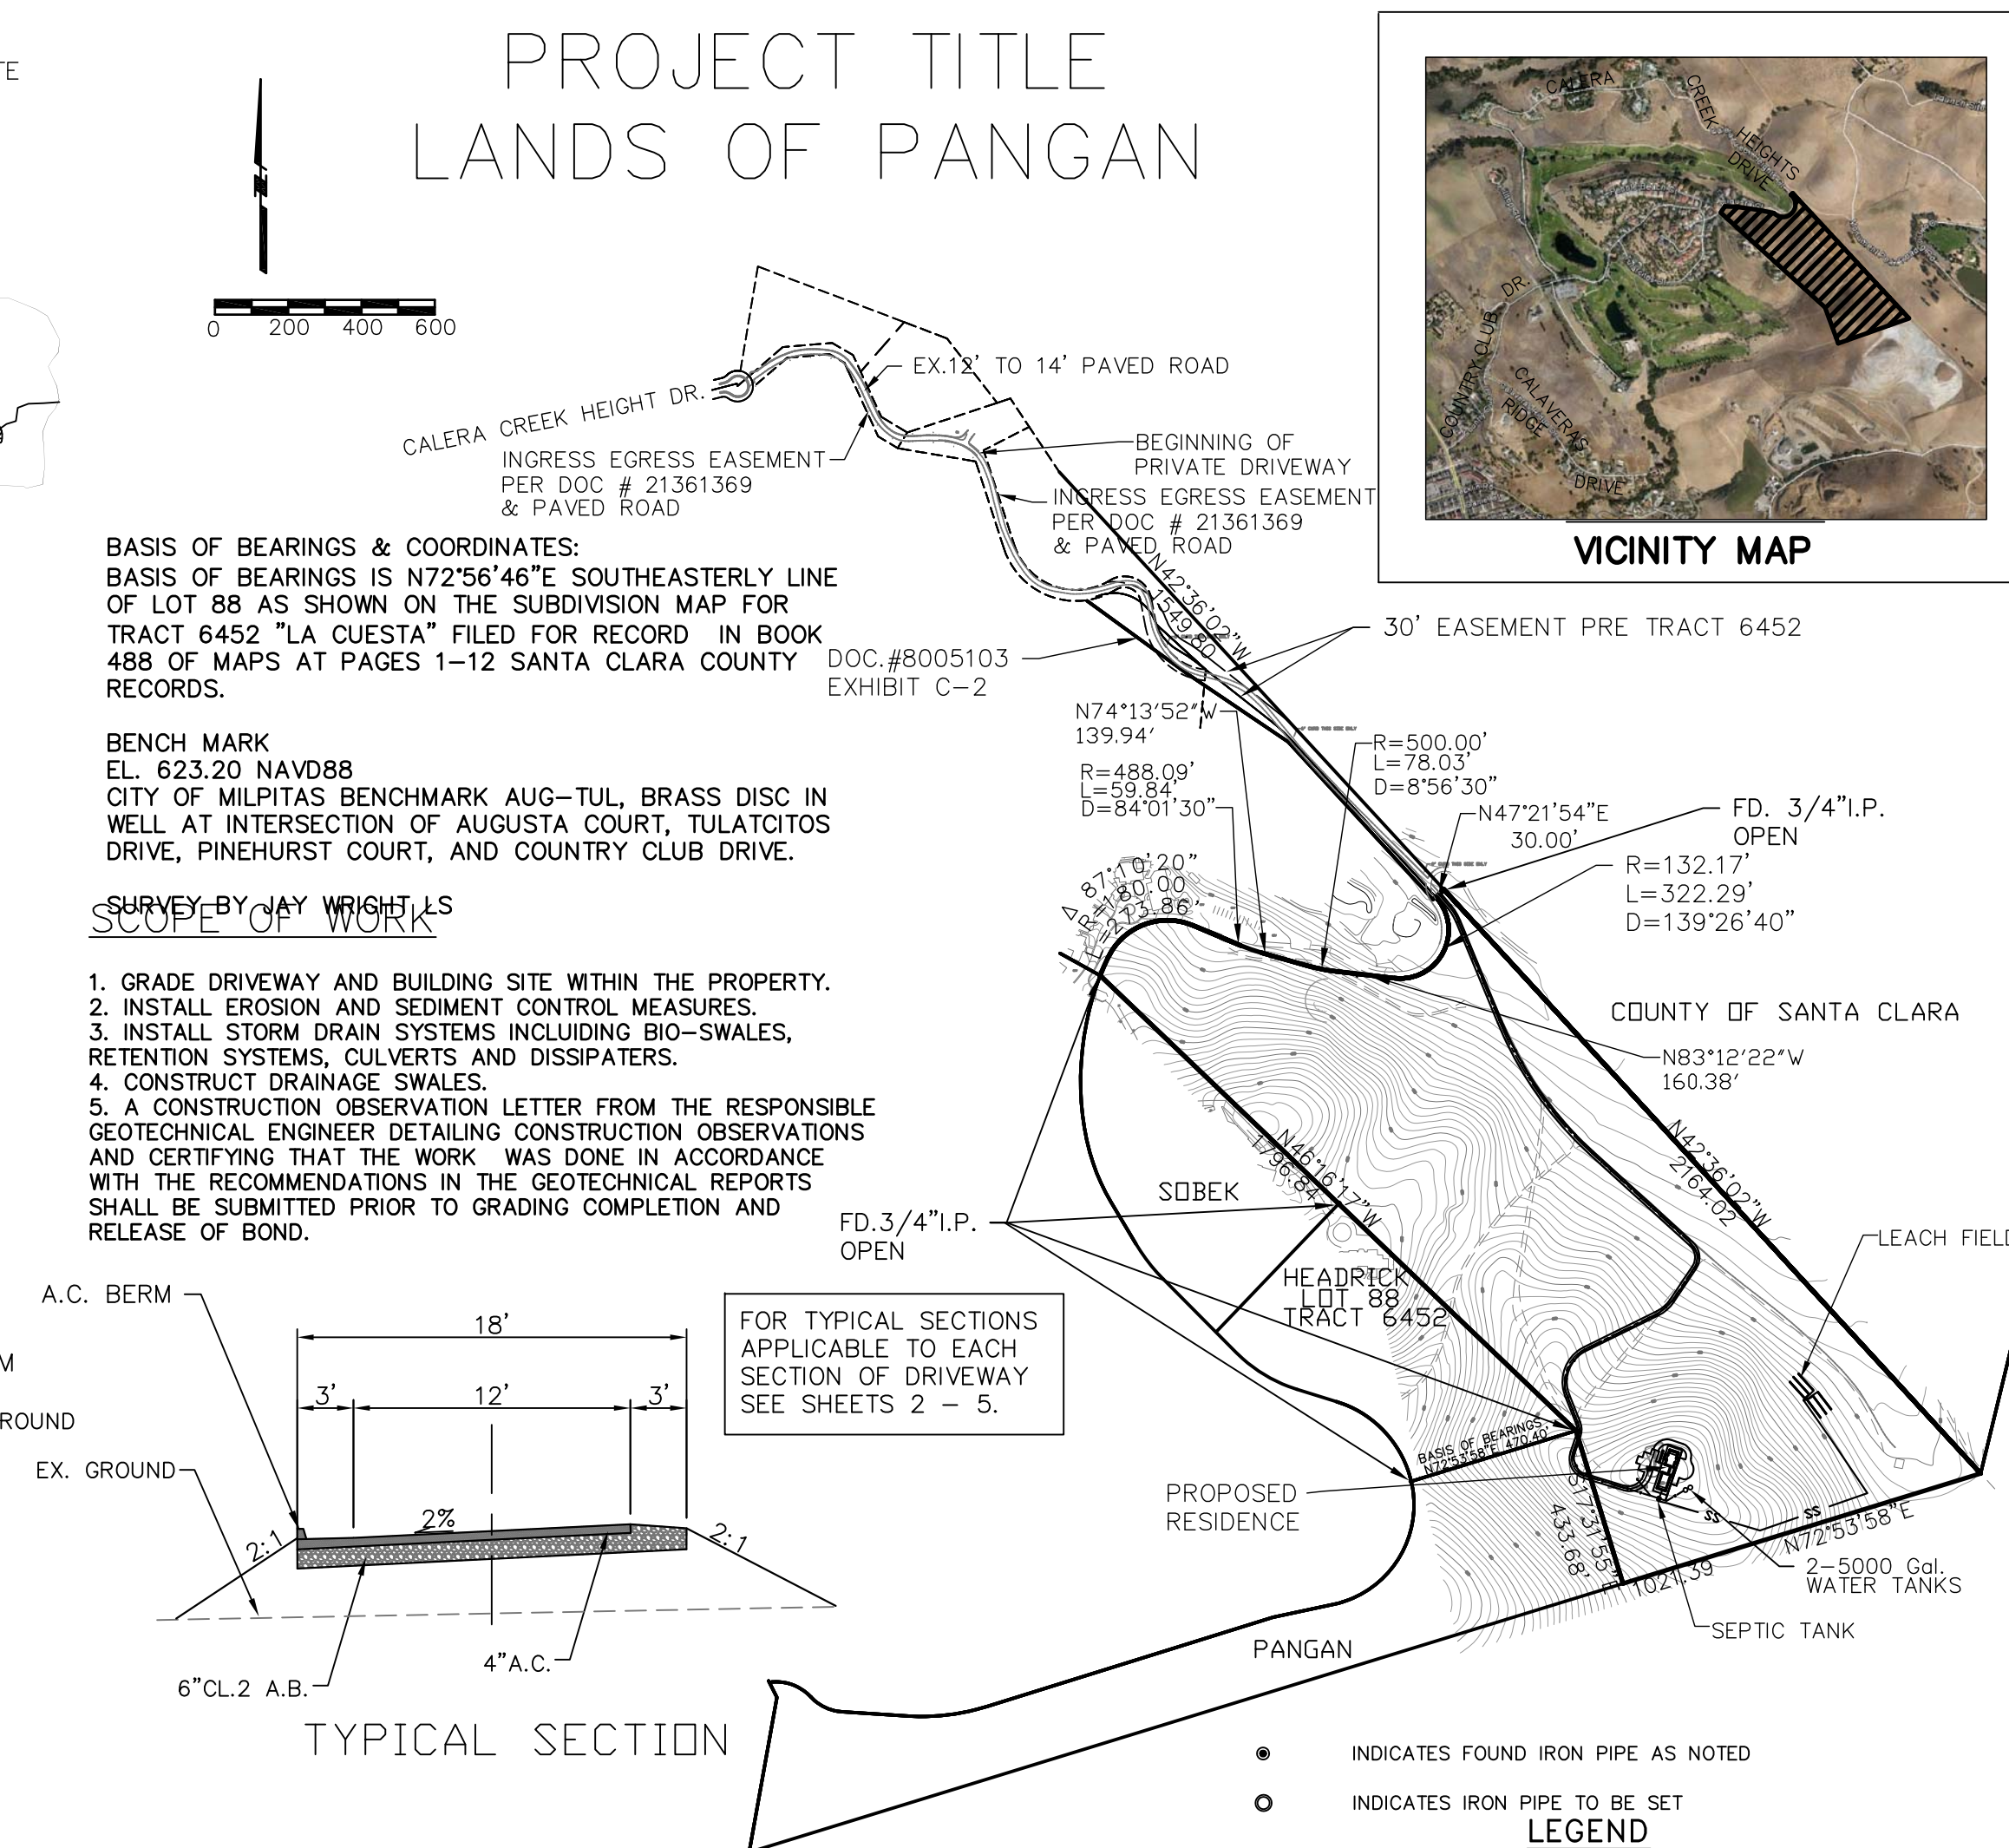 PROJECT TITLE
LANDS OF PANGAN
TE
0 200 400 600
CALERA
CREEK
HEIGHTS
DRIVE
COUNTRY CLUB
DR.
CALAVERAS
RIDGE
DRIVE
VICINITY MAP
CALERA CREEK HEIGHT DR.
EX.12' TO 14' PAVED ROAD
INGRESS EGRESS EASEMENT
PER DOC # 21361369
& PAVED ROAD
BEGINNING OF
PRIVATE DRIVEWAY
INGRESS EGRESS EASEMENT
PER DOC # 21361369
& PAVED ROAD
N42°36'02"W
1549.80
30' EASEMENT PRE TRACT 6452
DOC.#8005103
EXHIBIT C-2
BASIS OF BEARINGS & COORDINATES:
BASIS OF BEARINGS IS N72°56'46"E SOUTHEASTERLY LINE
OF LOT 88 AS SHOWN ON THE SUBDIVISION MAP FOR
TRACT 6452 "LA CUESTA" FILED FOR RECORD IN BOOK
488 OF MAPS AT PAGES 1-12 SANTA CLARA COUNTY
RECORDS.
BENCH MARK
EL. 623.20 NAVD88
CITY OF MILPITAS BENCHMARK AUG-TUL, BRASS DISC IN
WELL AT INTERSECTION OF AUGUSTA COURT, TULATCITOS
DRIVE, PINEHURST COURT, AND COUNTRY CLUB DRIVE.
SURVEY BY JAY WRIGHT LS
SCOPE OF WORK
1. GRADE DRIVEWAY AND BUILDING SITE WITHIN THE PROPERTY.
2. INSTALL EROSION AND SEDIMENT CONTROL MEASURES.
3. INSTALL STORM DRAIN SYSTEMS INCLUIDING BIO-SWALES,
RETENTION SYSTEMS, CULVERTS AND DISSIPATERS.
4. CONSTRUCT DRAINAGE SWALES.
5. A CONSTRUCTION OBSERVATION LETTER FROM THE RESPONSIBLE
GEOTECHNICAL ENGINEER DETAILING CONSTRUCTION OBSERVATIONS
AND CERTIFYING THAT THE WORK WAS DONE IN ACCORDANCE
WITH THE RECOMMENDATIONS IN THE GEOTECHNICAL REPORTS
SHALL BE SUBMITTED PRIOR TO GRADING COMPLETION AND
RELEASE OF BOND.
N74°13'52"W
139.94'
R=488.09'
L=59.84'
D=84°01'30"
R=500.00'
L=78.03'
D=8°56'30"
N47°21'54"E
30.00'
FD. 3/4"I.P.
OPEN
R=132.17'
L=322.29'
D=139°26'40"
Δ 87°10'20"
R=180.00
L=273.86'
COUNTY OF SANTA CLARA
N83°12'22"W
160.38'
N46°16'17"W
1796.84
SOBEK
N42°36'02"W
2164.02
FD.3/4"I.P.
OPEN
HEADRICK
LOT 88
TRACT 6452
LEACH FIELD
BASIS OF BEARINGS
N72°53'58"E 470.40'
PROPOSED
RESIDENCE
S17°31'55"E
433.68'
SS
SS
N72°53'58"E
1021.39
2-5000 Gal.
WATER TANKS
SEPTIC TANK
PANGAN
A.C. BERM
M
ROUND
EX. GROUND
18'
3' 12' 3'
2%
2:1
2:1
4"A.C.
6"CL.2 A.B.
TYPICAL SECTION
FOR TYPICAL SECTIONS
APPLICABLE TO EACH
SECTION OF DRIVEWAY
SEE SHEETS 2 - 5.
INDICATES FOUND IRON PIPE AS NOTED
INDICATES IRON PIPE TO BE SET
LEGEND